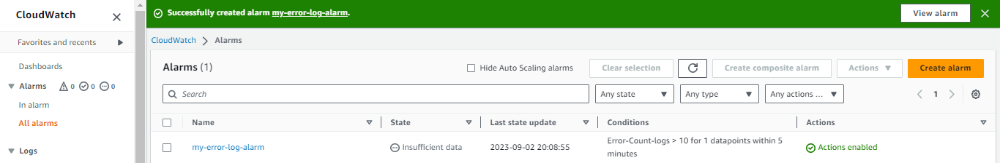 CloudWatch
Successfully created alarm my-error-log-alarm.
View alarm
Favorites and recents
CloudWatch
Alarms
Dashboards
Alarms 0 0 0
In alarm
All alarms
Logs
Alarms (1)
Hide Auto Scaling alarms
Clear selection
Create composite alarm
Actions
Create alarm
Search
Any state
Any type
Any actions ...
1
Name
State
Last state update
Conditions
Actions
my-error-log-alarm
Insufficient data
2023-09-02 20:08:55
Error-Count-logs > 10 for 1 datapoints within 5
minutes
Actions enabled